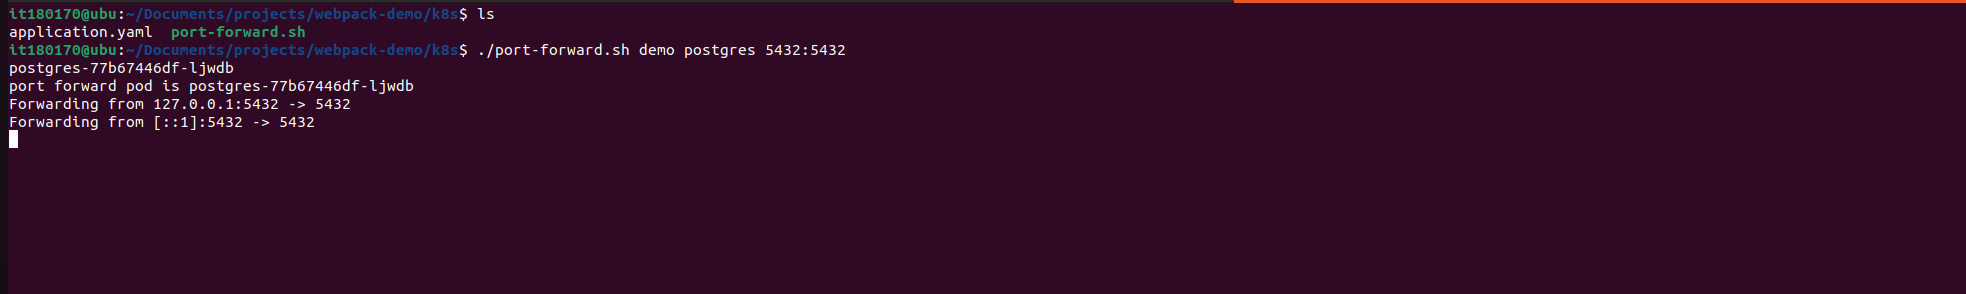 it180170@ubu:~/Documents/projects/webpack-demo/k8s$ ls
application.yaml  port-forward.sh
it180170@ubu:~/Documents/projects/webpack-demo/k8s$ ./port-forward.sh demo postgres 5432:5432
postgres-77b67446df-ljwdb
port forward pod is postgres-77b67446df-ljwdb
Forwarding from 127.0.0.1:5432 -> 5432
Forwarding from [::1]:5432 -> 5432